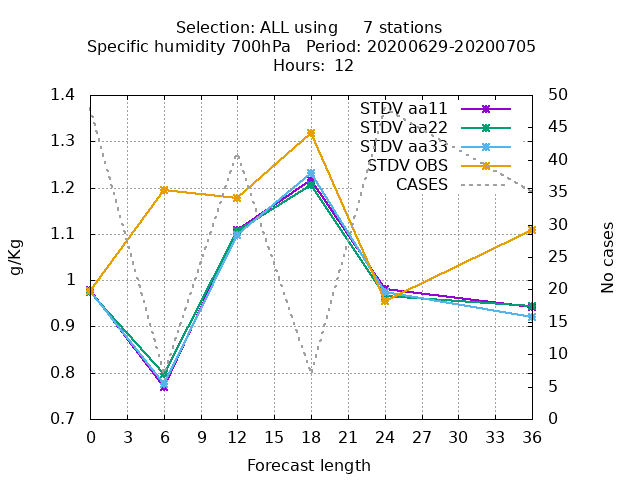 Selection: ALL using     7 stations
Specific humidity 700hPa   Period: 20200629-20200705
Hours: 12
1.4
1.3
1.2
1.1
1
0.9
0.8
0.7
g/Kg
STDV aa11
STDV aa22
STDV aa33
STDV OBS
CASES
50
45
40
35
30
25
20
15
10
5
0
No cases
0 3 6 9 12 15 18 21 24 27 30 33 36
Forecast length